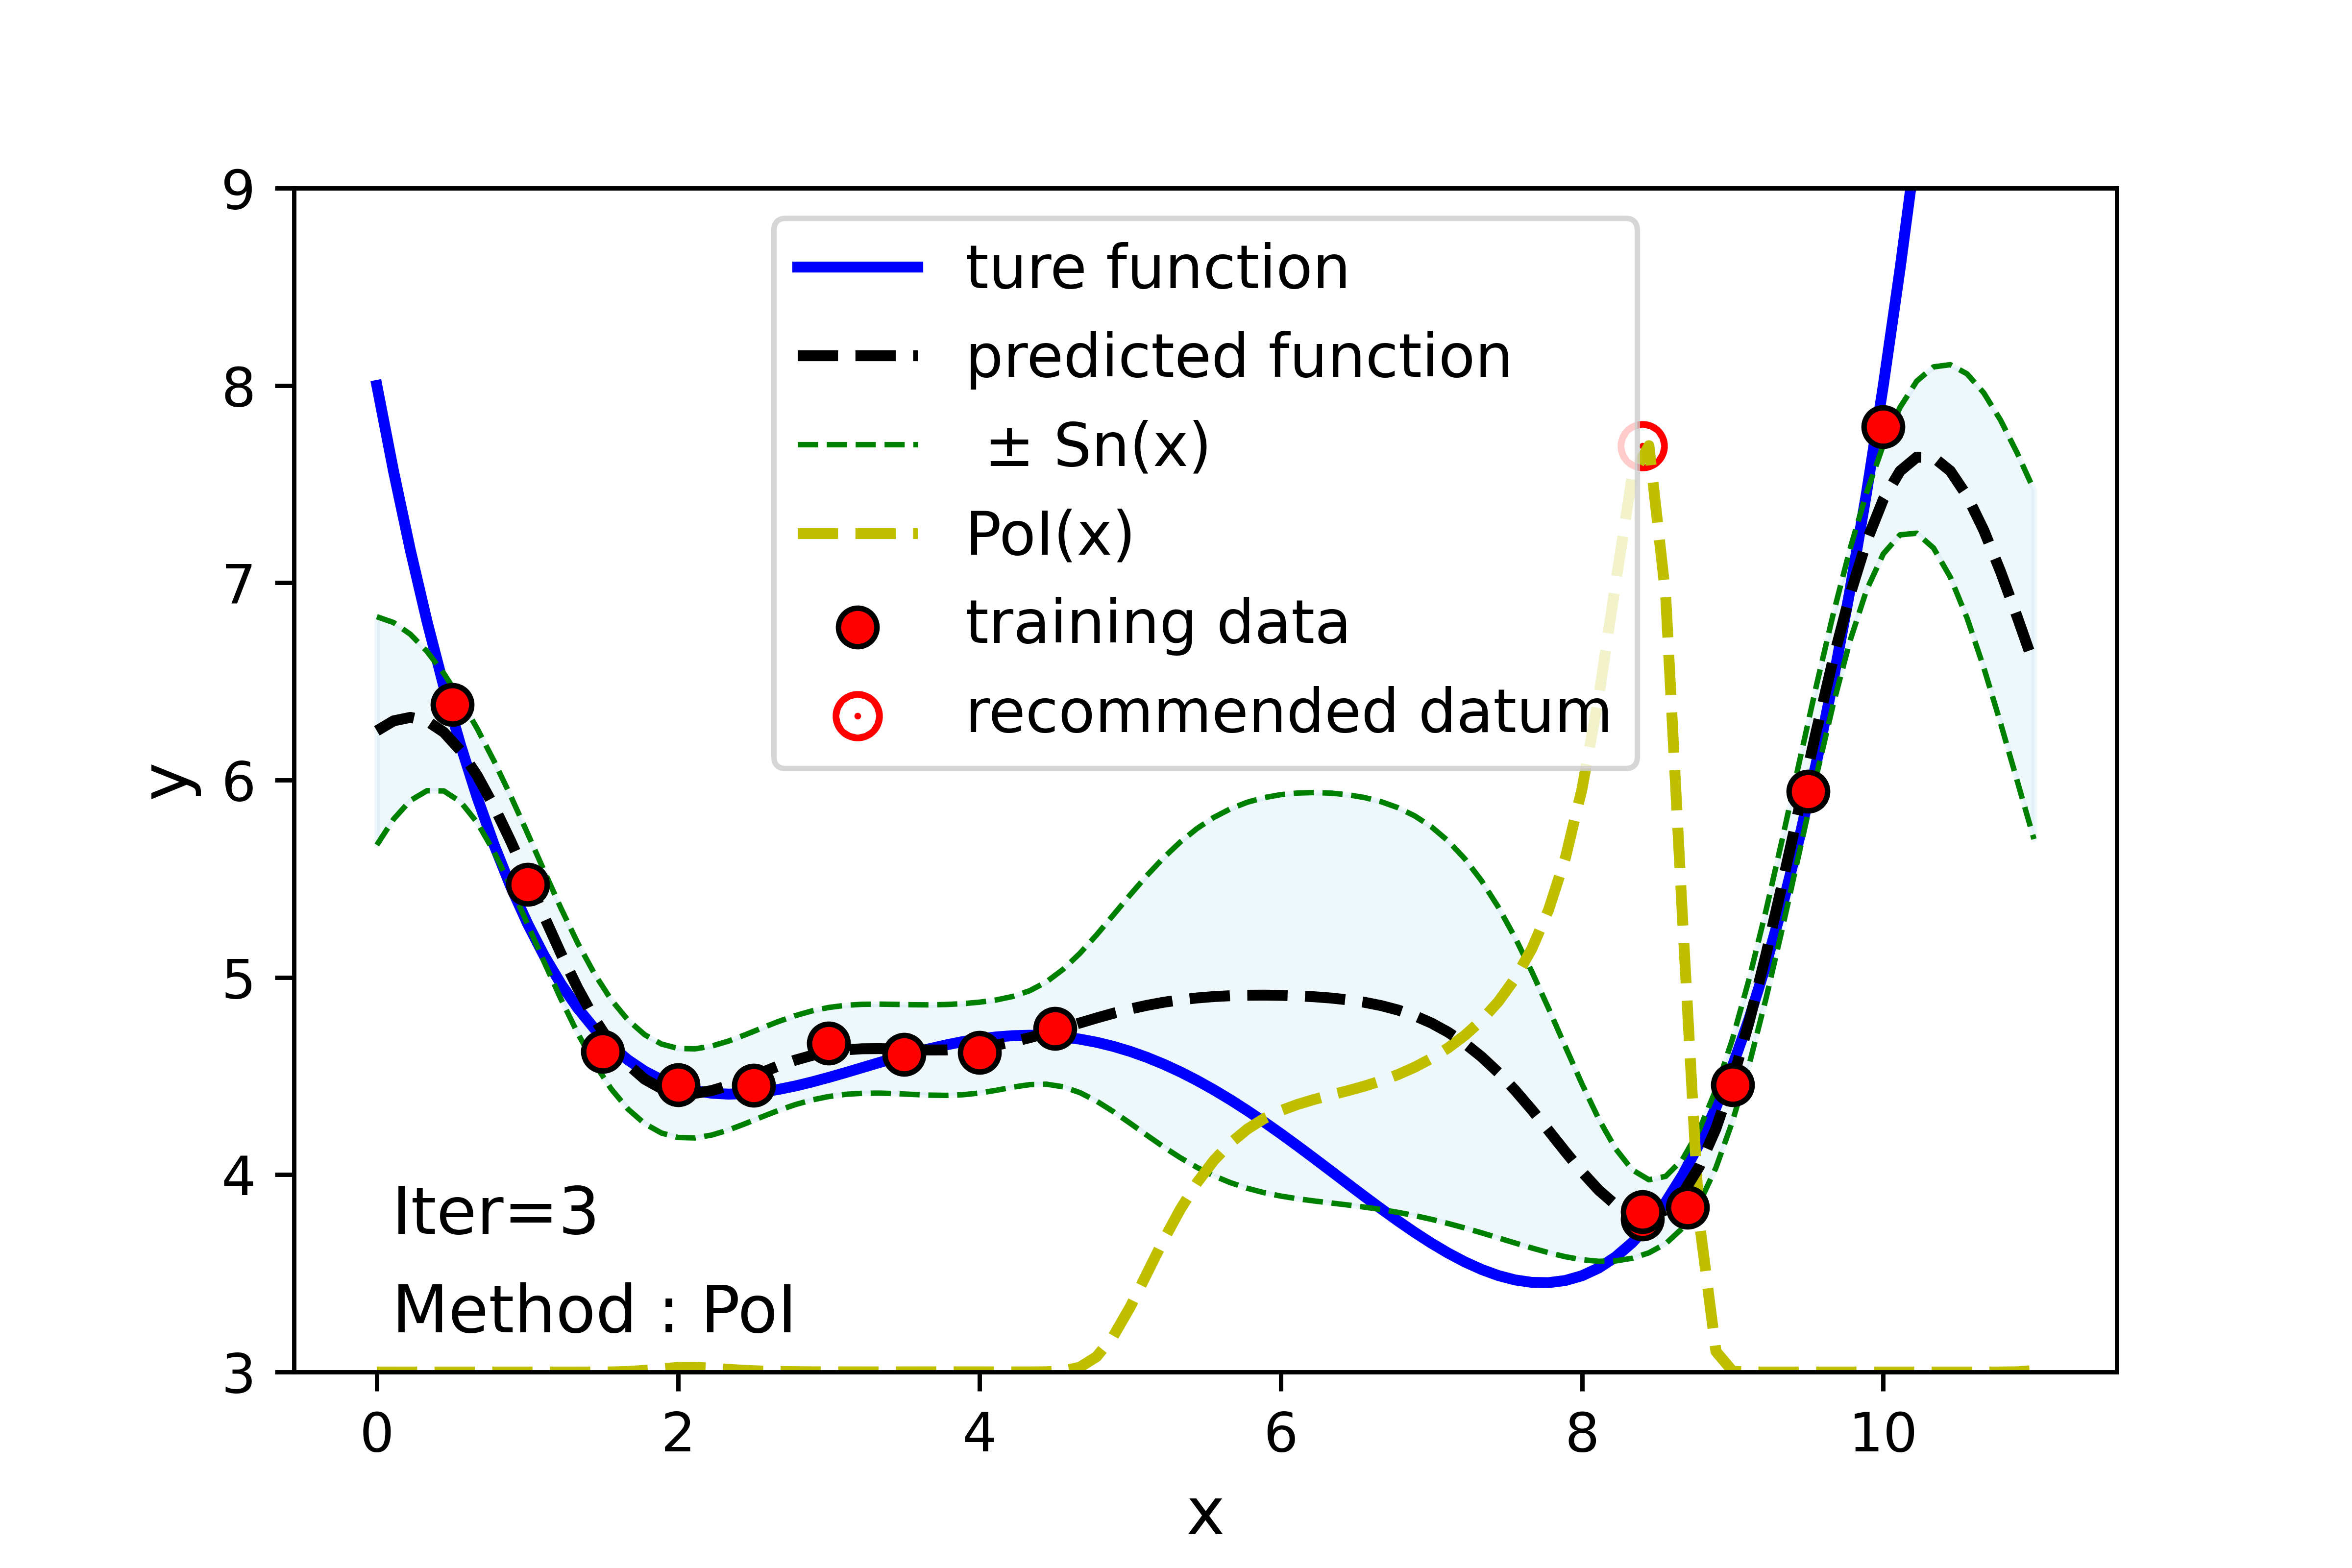 9
8
7
6
5
4
3
y
ture function
predicted function
± Sn(x)
PoI(x)
training data
recommended datum
Iter=3
Method : PoI
0 2 4 6 8 10
x